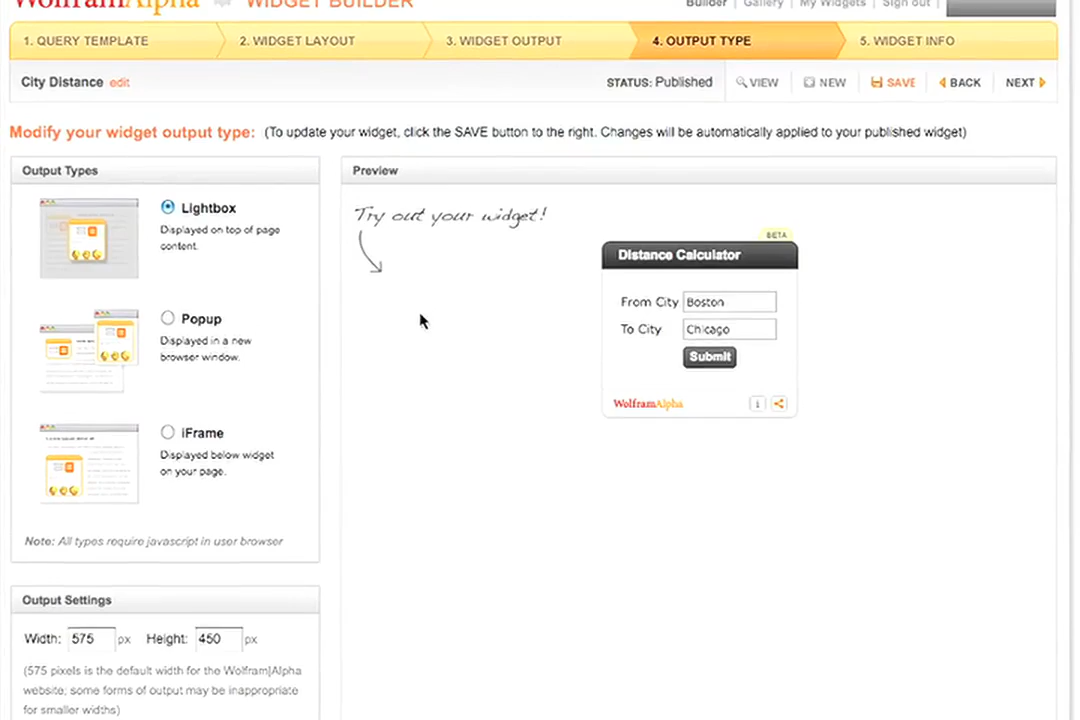 WolframAlpha WIDGET BUILDER
Builder | Gallery | My Widgets | Sign out |
1. QUERY TEMPLATE
2. WIDGET LAYOUT
3. WIDGET OUTPUT
4. OUTPUT TYPE
5. WIDGET INFO
City Distance edit
STATUS: Published
VIEW
NEW
SAVE
BACK
NEXT
Modify your widget output type: (To update your widget, click the SAVE button to the right. Changes will be automatically applied to your published widget)
Output Types
Lightbox
Displayed on top of page
content.
Popup
Displayed in a new
browser window.
iFrame
Displayed below widget
on your page.
Note: All types require javascript in user browser
Output Settings
Width: 575 px Height: 450 px
(575 pixels is the default width for the Wolfram|Alpha
website; some forms of output may be inappropriate
for smaller widths)
Preview
Try out your widget!
BETA
Distance Calculator
From City Boston
To City Chicago
Submit
WolframAlpha
i